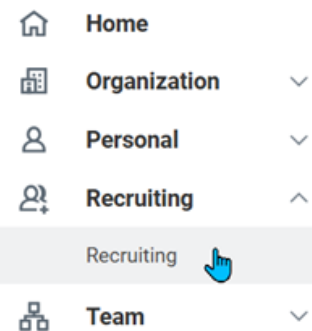 Home
Organization
Personal
Recruiting
Recruiting
Team